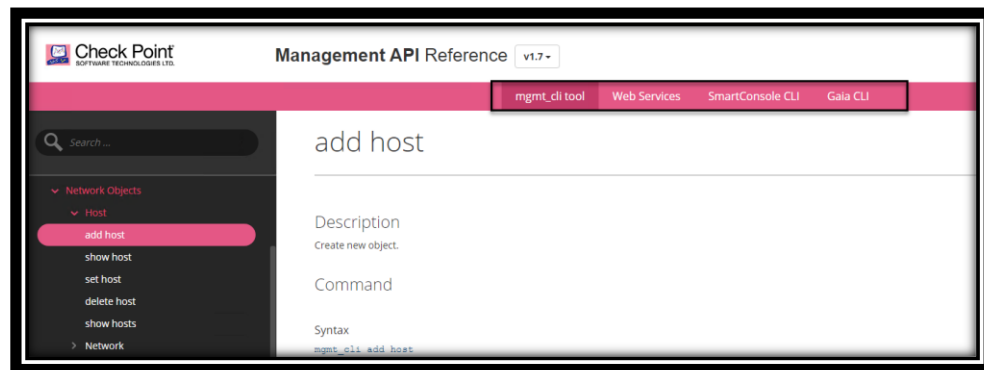 Check Point
SOFTWARE TECHNOLOGIES LTD.
Management API Reference v1.7
mgmt_cli tool Web Services SmartConsole CLI Gaia CLI
Search ...
Network Objects
Host
add host
show host
set host
delete host
show hosts
Network
add host
Description
Create new object.
Command
Syntax
mgmt_cli add host